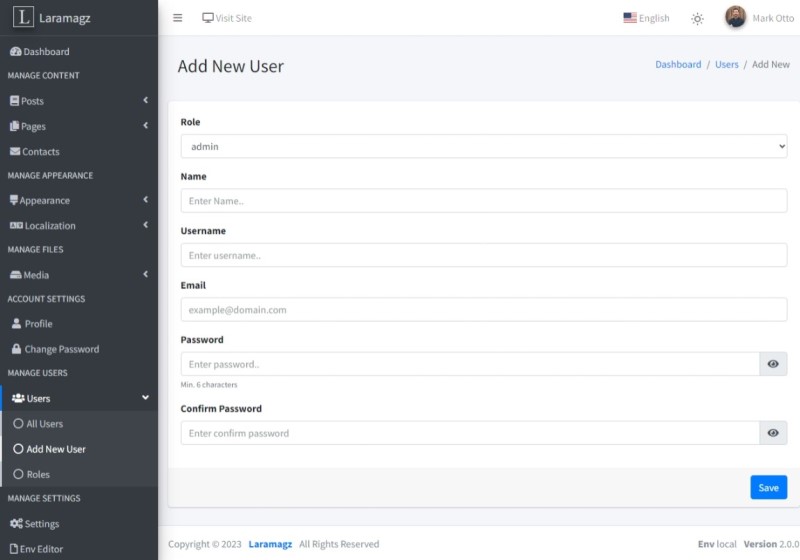 L Laramagz
Visit Site
English
Mark Otto
Dashboard
MANAGE CONTENT
Posts
Pages
Contacts
MANAGE APPEARANCE
Appearance
Localization
MANAGE FILES
Media
ACCOUNT SETTINGS
Profile
Change Password
MANAGE USERS
Users
All Users
Add New User
Roles
MANAGE SETTINGS
Settings
Env Editor
Add New User
Dashboard / Users / Add New
Role
admin
Name
Enter Name..
Username
Enter username..
Email
example@domain.com
Password
Enter password..
Min. 6 characters
Confirm Password
Enter confirm password
Save
Copyright © 2023 Laramagz All Rights Reserved
Env local Version 2.0.0